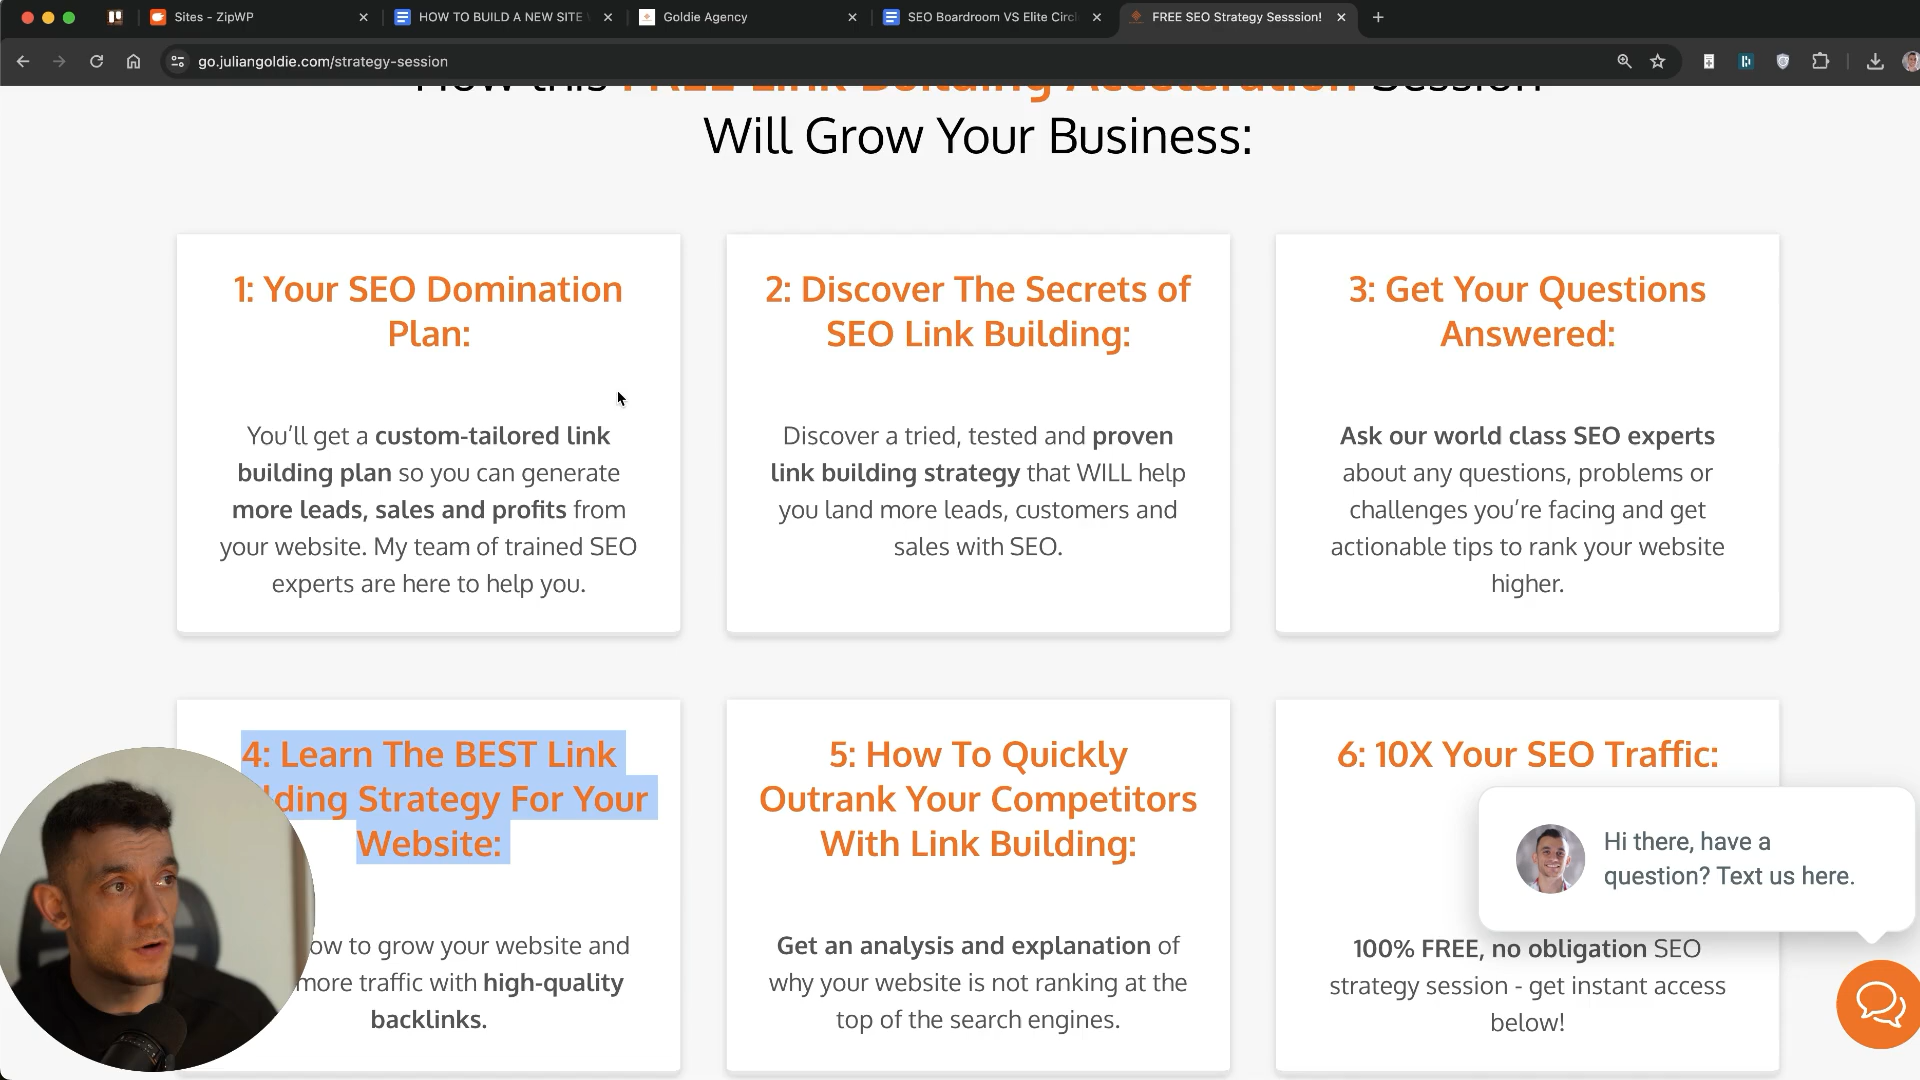 Sites - ZipWP
HOW TO BUILD A NEW SITE
Goldie Agency
SEO Boardroom VS Elite Circl
FREE SEO Strategy Sesssion!
go.juliangoldie.com/strategy-session
How this FREE Link Building Acceleration Session
Will Grow Your Business:
1: Your SEO Domination
Plan:
You'll get a custom-tailored link
building plan so you can generate
more leads, sales and profits from
your website. My team of trained SEO
experts are here to help you.
2: Discover The Secrets of
SEO Link Building:
Discover a tried, tested and proven
link building strategy that WILL help
you land more leads, customers and
sales with SEO.
3: Get Your Questions
Answered:
Ask our world class SEO experts
about any questions, problems or
challenges you're facing and get
actionable tips to rank your website
higher.
4: Learn The BEST Link
lding Strategy For Your
Website:
ow to grow your website and
more traffic with high-quality
backlinks.
5: How To Quickly
Outrank Your Competitors
With Link Building:
Get an analysis and explanation of
why your website is not ranking at the
top of the search engines.
6: 10X Your SEO Traffic:
100% FREE, no obligation SEO
strategy session - get instant access
below!
Hi there, have a
question? Text us here.